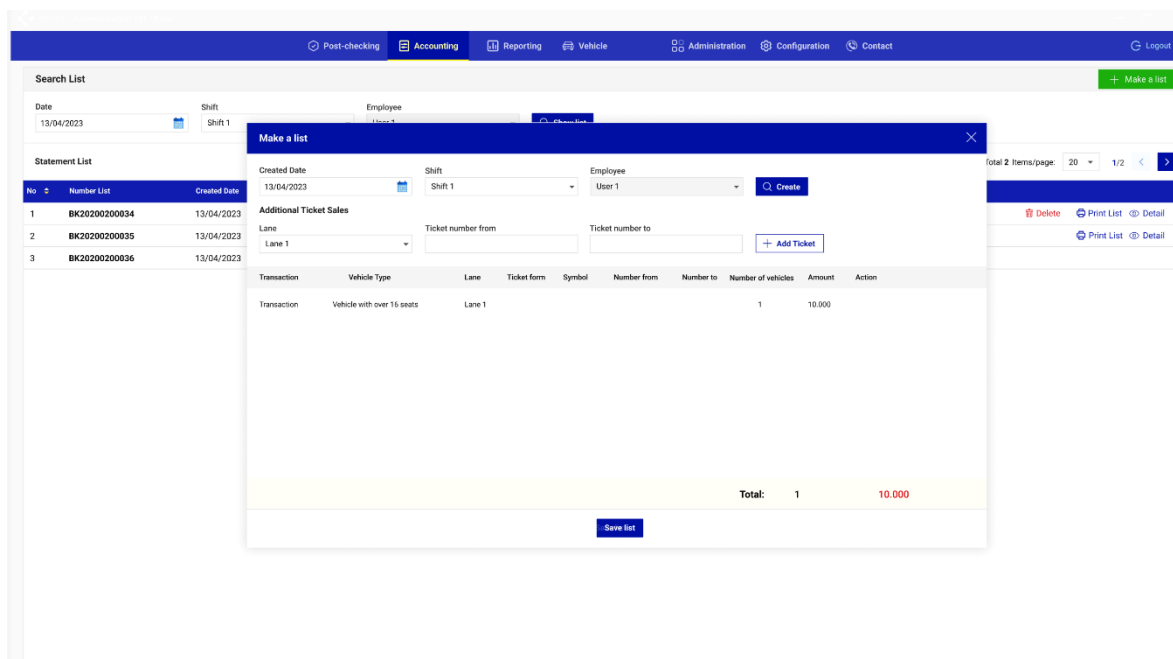 Post-checking Accounting Reporting Vehicle Administration Configuration Contact Logout
Search List + Make a list
Date Shift Employee
13/04/2023 Shift 1 User 1 Show list
Make a list
Statement List Total 2 Items/page: 20 1/2
Created Date Shift Employee
13/04/2023 Shift 1 User 1 Create
No Number List Created Date
Additional Ticket Sales
1 BK20200200034 13/04/2023 Delete Print List Detail
Lane Ticket number from Ticket number to
2 BK20200200035 13/04/2023 Print List Detail
Lane 1 + Add Ticket
3 BK20200200036 13/04/2023
Transaction Vehicle Type Lane Ticket form Symbol Number from Number to Number of vehicles Amount Action
Transaction Vehicle with over 16 seats Lane 1 1 10.000
Total: 1 10.000
Save list